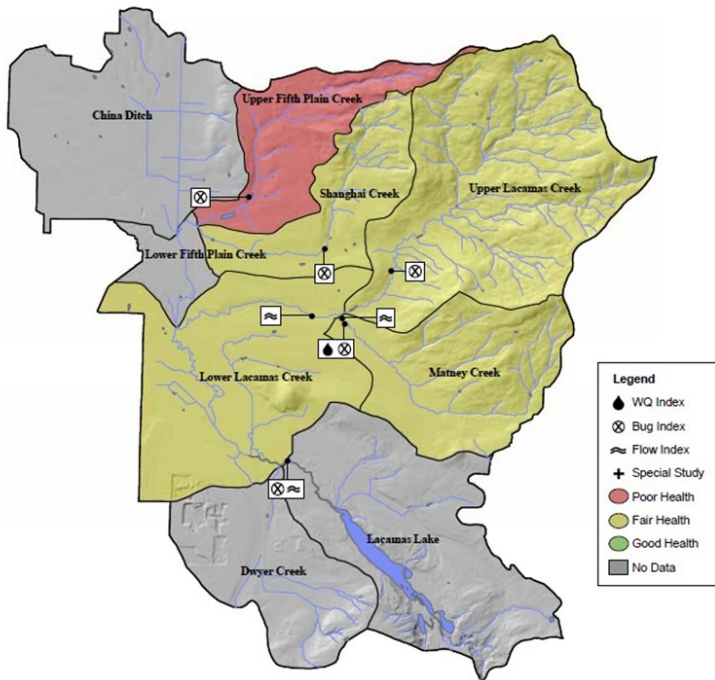 Upper Fifth Plain Creek
China Ditch
Shanghai Creek
Upper Lacamas Creek
Lower Fifth Plain Creek
Lower Lacamas Creek
Matney Creek
Lacamas Lake
Dwyer Creek
Legend
WQ Index
Bug Index
Flow Index
Special Study
Poor Health
Fair Health
Good Health
No Data